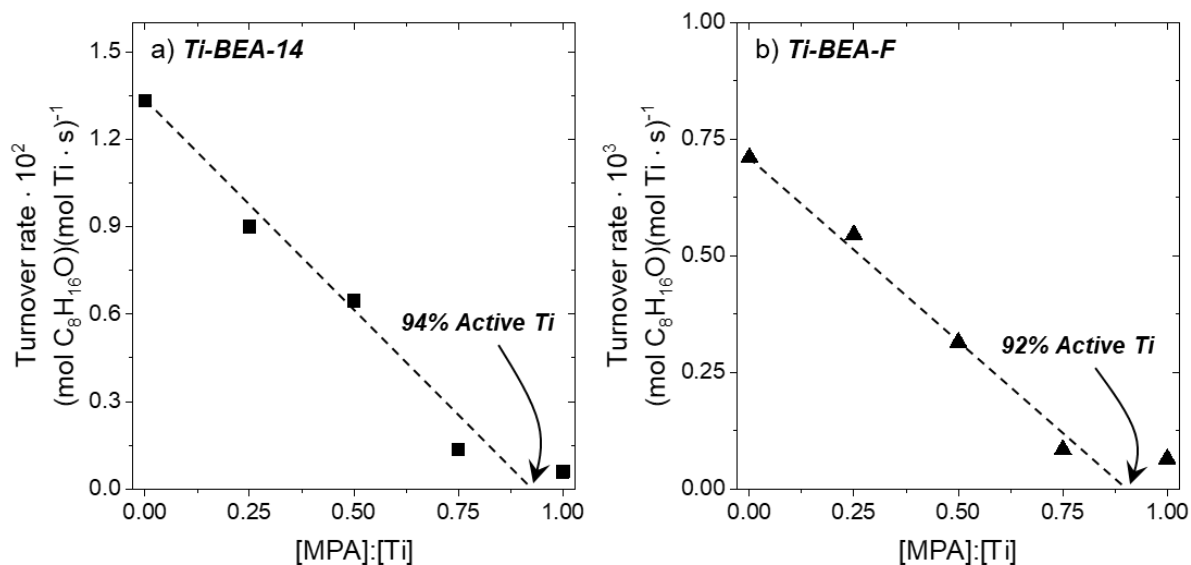 a) Ti-BEA-14
Turnover rate · 10²
(mol C₈H₁₆O)(mol Ti · s)⁻¹
1.5
1.2
0.9
0.6
0.3
0.0
94% Active Ti
0.00 0.25 0.50 0.75 1.00
[MPA]:[Ti]
b) Ti-BEA-F
Turnover rate · 10³
(mol C₈H₁₆O)(mol Ti · s)⁻¹
1.00
0.75
0.50
0.25
0.00
92% Active Ti
0.00 0.25 0.50 0.75 1.00
[MPA]:[Ti]